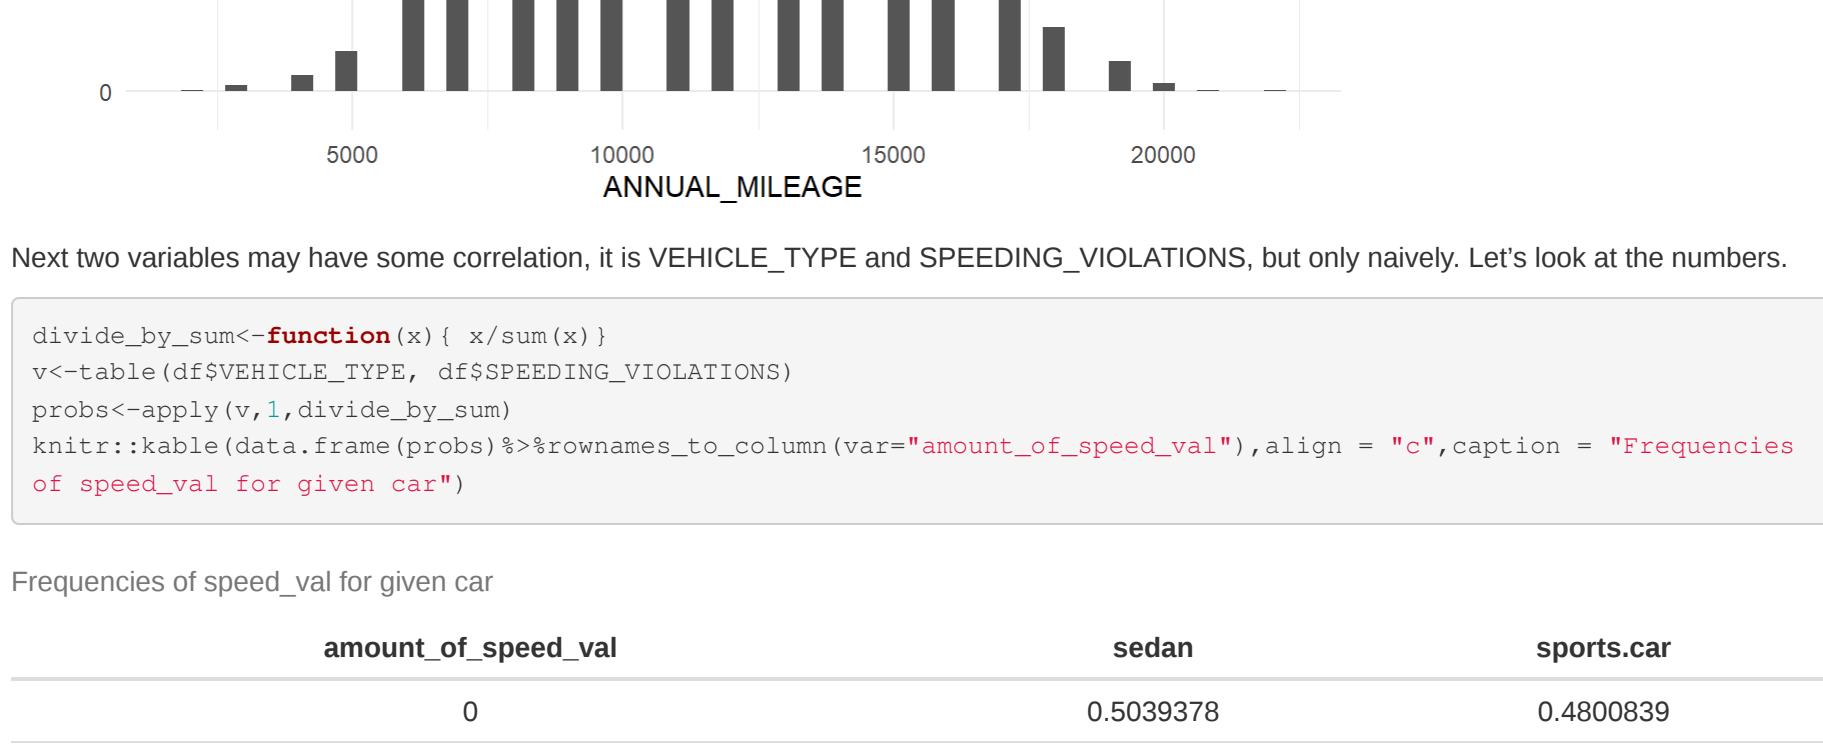 0
5000 10000 15000 20000
ANNUAL_MILEAGE
Next two variables may have some correlation, it is VEHICLE_TYPE and SPEEDING_VIOLATIONS, but only naively. Let’s look at the numbers.
divide_by_sum<-function(x){ x/sum(x)}
v<-table(df$VEHICLE_TYPE, df$SPEEDING_VIOLATIONS)
probs<-apply(v,1,divide_by_sum)
knitr::kable(data.frame(probs)%>%rownames_to_column(var="amount_of_speed_val"),align = "c",caption = "Frequencies
of speed_val for given car")
Frequencies of speed_val for given car
amount_of_speed_val sedan sports.car
0 0.5039378 0.4800839